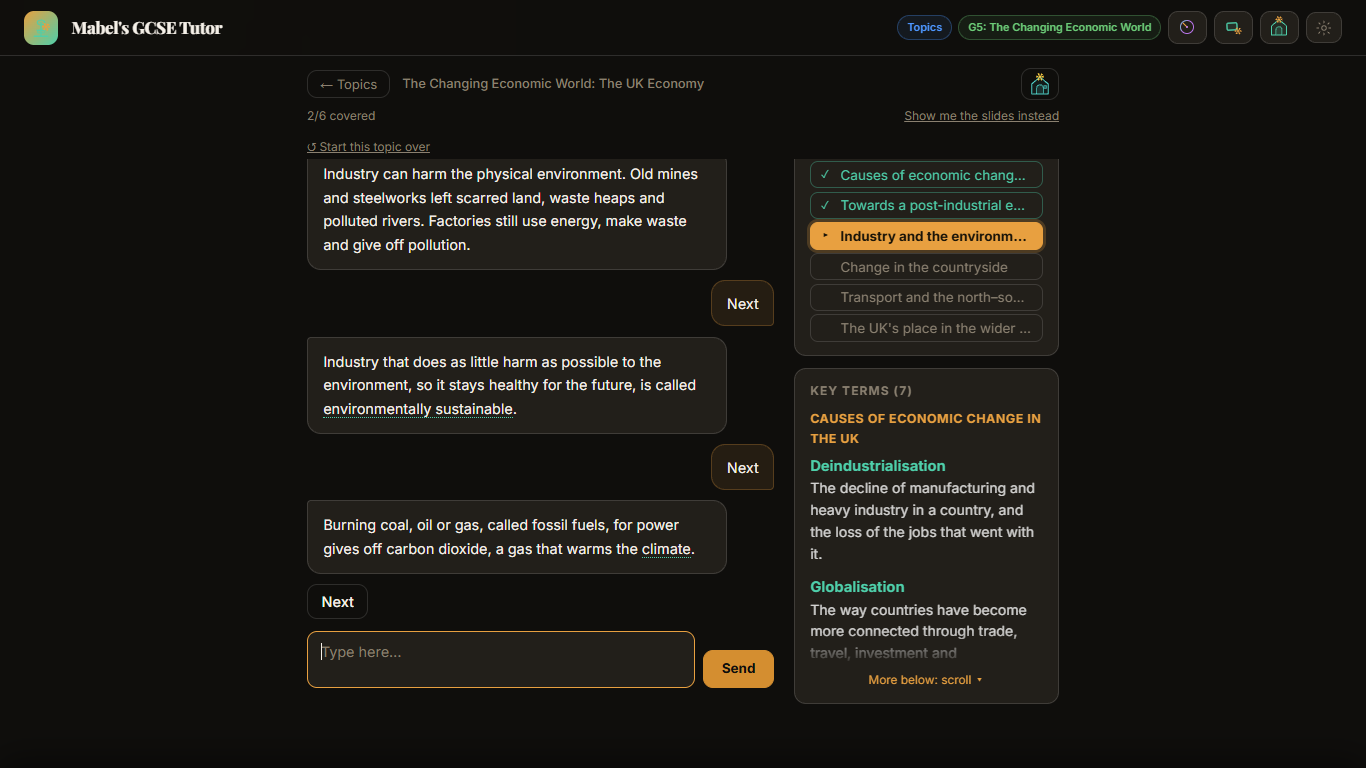 Mabel's GCSE Tutor
Topics
G5: The Changing Economic World
← Topics
The Changing Economic World: The UK Economy
2/6 covered
Show me the slides instead
↺ Start this topic over
Industry can harm the physical environment. Old mines
and steelworks left scarred land, waste heaps and
polluted rivers. Factories still use energy, make waste
and give off pollution.
Next
Industry that does as little harm as possible to the
environment, so it stays healthy for the future, is called
environmentally sustainable.
Next
Burning coal, oil or gas, called fossil fuels, for power
gives off carbon dioxide, a gas that warms the climate.
Next
Type here...
Send
✓ Causes of economic chang...
✓ Towards a post-industrial e...
‣ Industry and the environm...
Change in the countryside
Transport and the north–so...
The UK's place in the wider ...
KEY TERMS (7)
CAUSES OF ECONOMIC CHANGE IN
THE UK
Deindustrialisation
The decline of manufacturing and
heavy industry in a country, and
the loss of the jobs that went with
it.
Globalisation
The way countries have become
more connected through trade,
travel, investment and
More below: scroll ▾